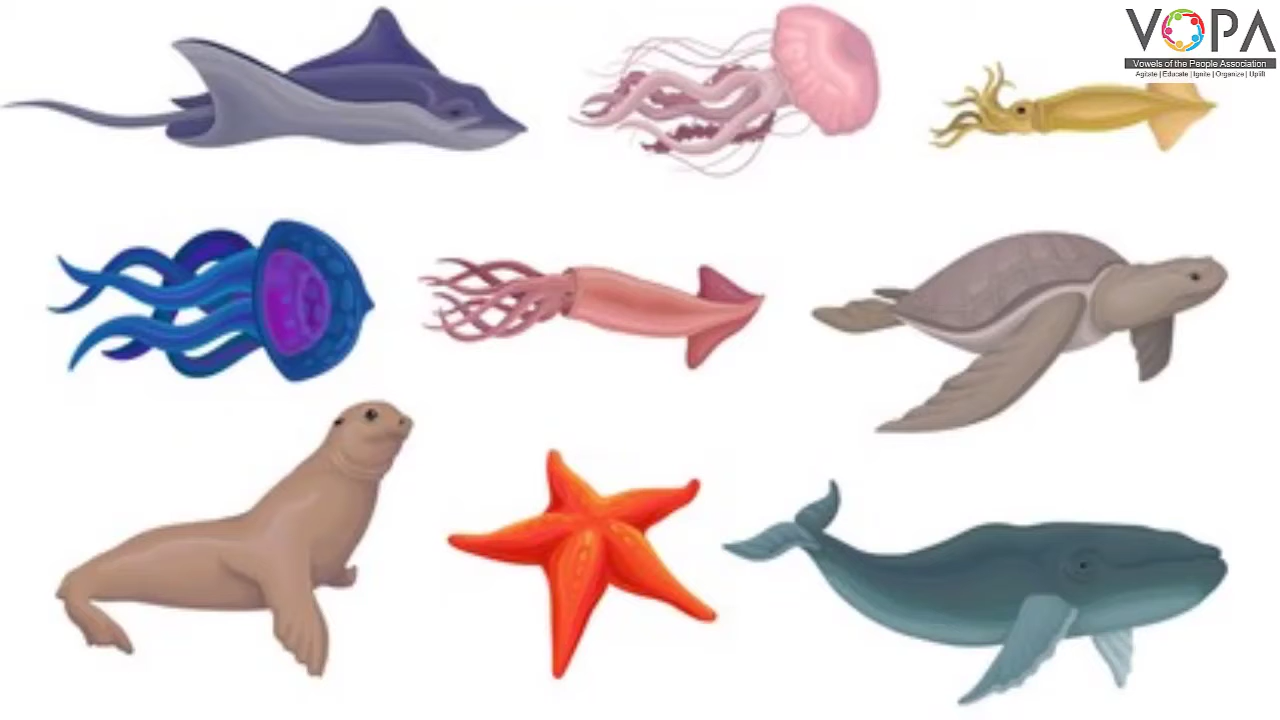 VOPA
Vowels of the People Association
Agitate | Educate | Ignite | Organize | Uplift